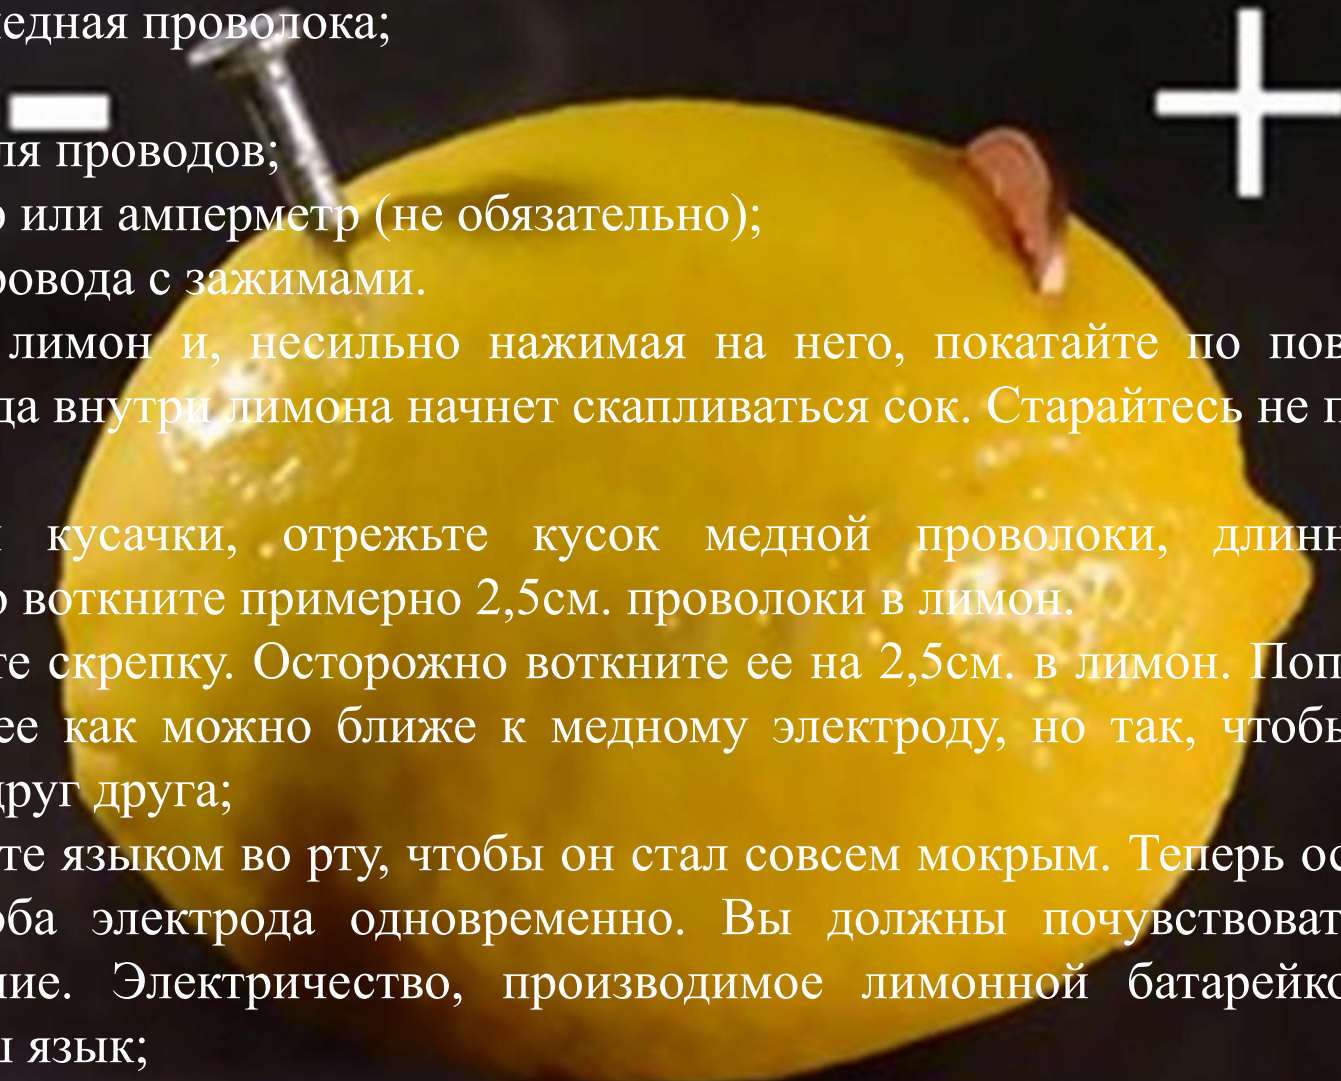 едная проволока;
ля проводов;
о или амперметр (не обязательно);
ровода с зажимами.
лимон и, несильно нажимая на него, покатайте по пов
да внутри лимона начнет скапливаться сок. Старайтесь не п
кусачки, отрежьте кусок медной проволоки, длинн
о воткните примерно 2,5см. проволоки в лимон.
те скрепку. Осторожно воткните ее на 2,5см. в лимон. Поп
ее как можно ближе к медному электроду, но так, чтобы
друг друга;
те языком во рту, чтобы он стал совсем мокрым. Теперь ос
оба электрода одновременно. Вы должны почувствоват
ние. Электричество, производимое лимонной батарейко
язык;